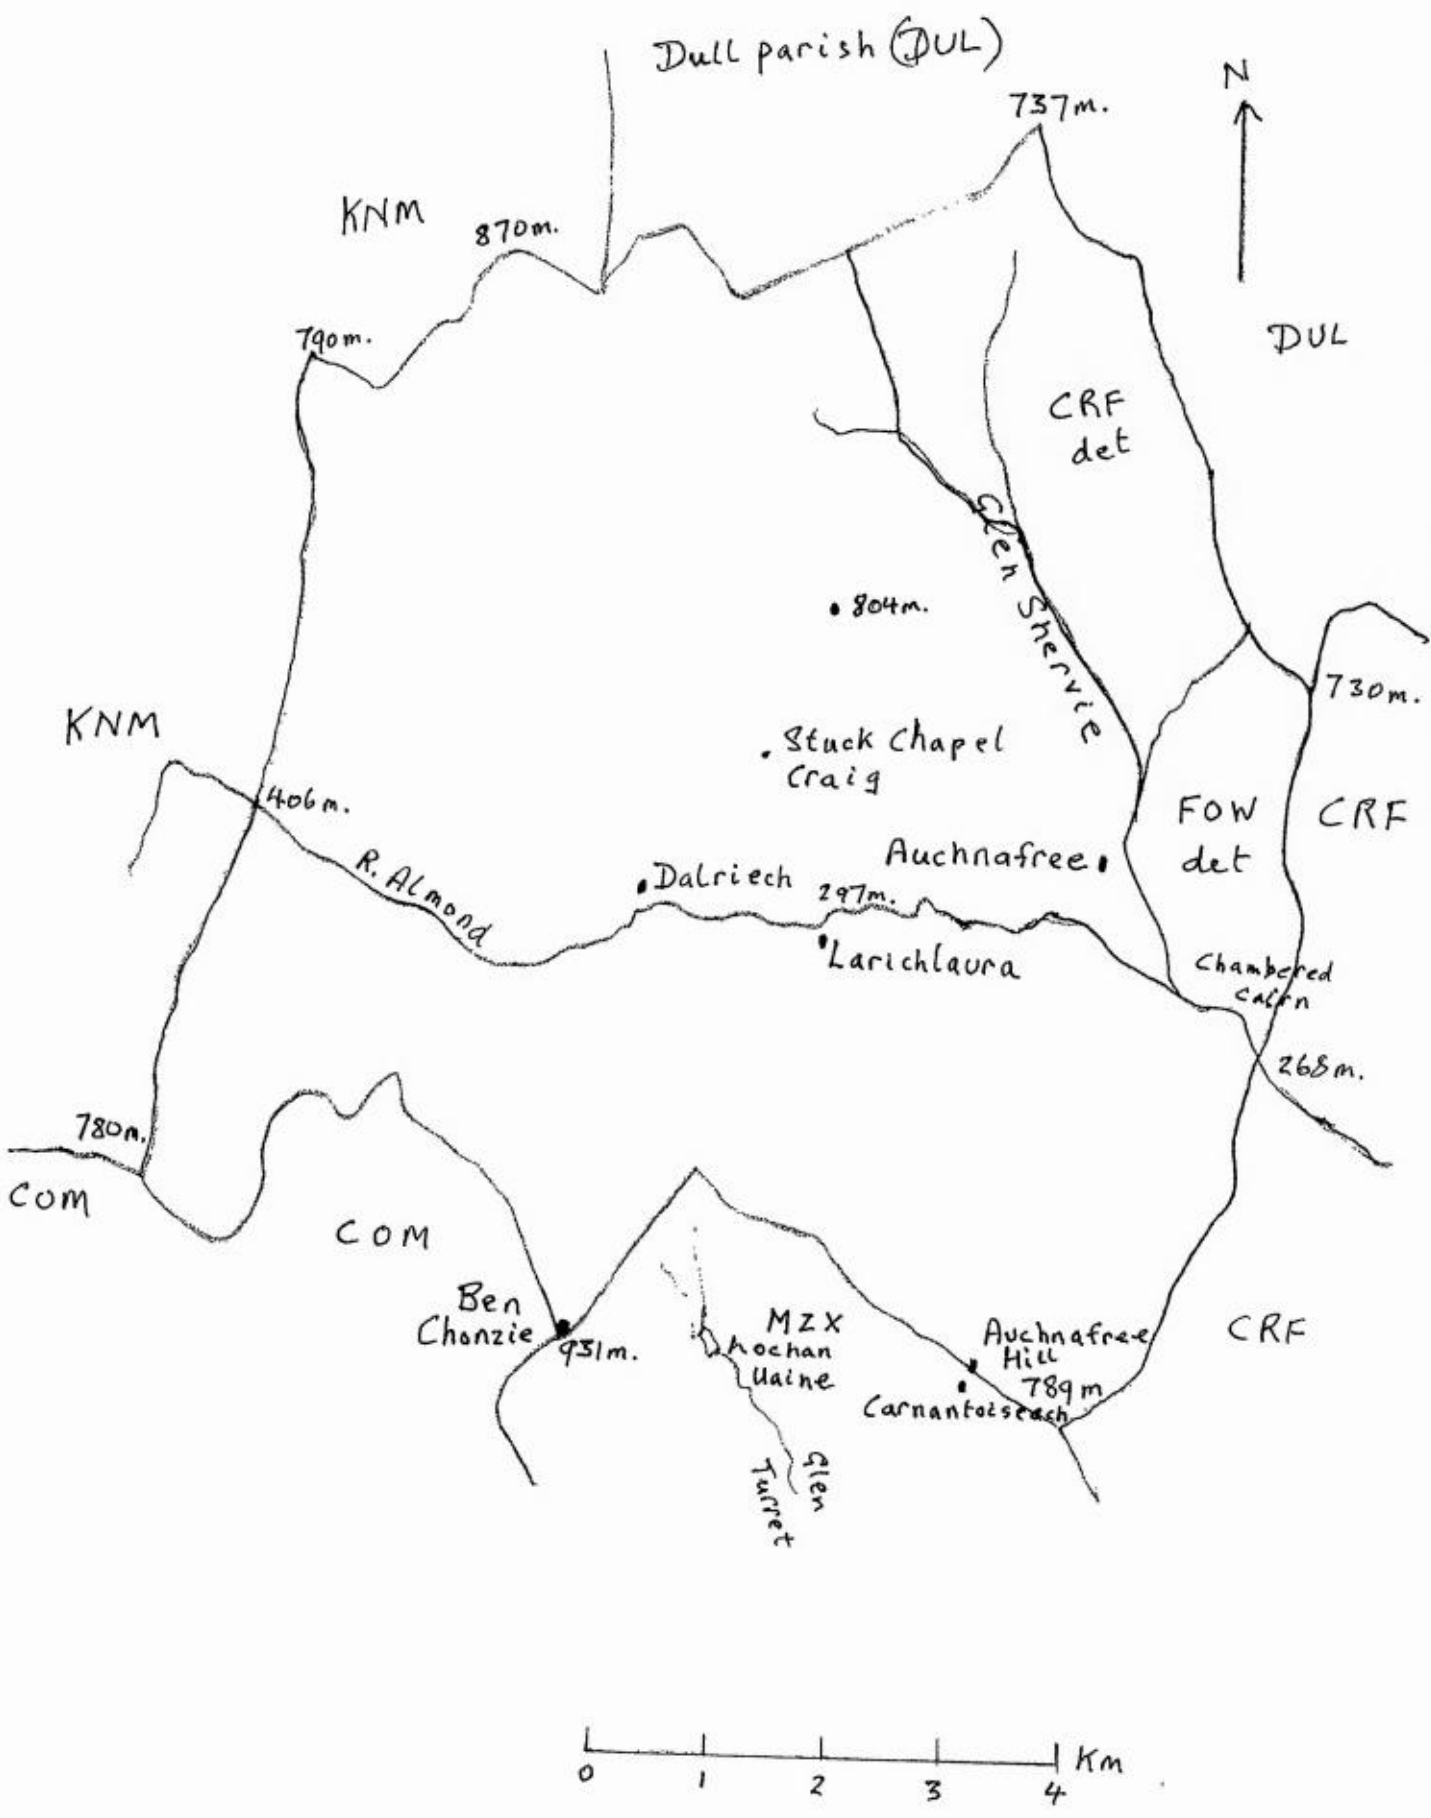 Dull parish (DUL)
N
737m.
KNM
870m.
DUL
790m.
CRF
det
Glen Shervie
804m.
730m.
KNM
Stuck Chapel
Craig
406m.
FOW
det
CRF
R. Almond
Auchnafree
Dalriech
297m.
Larichlaura
Chambered
Cairn
268m.
780m.
COM
COM
Ben
Chonzie
931m.
MZX
Lochan
Uaine
Auchnafree
Hill
789m
CRF
Carnantoiseach
Glen
Turret
Km
0 1 2 3 4